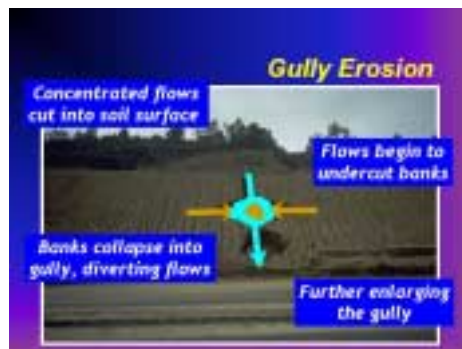 Gully Erosion
Concentrated flows
cut into soil surface
Flows begin to
undercut banks
Banks collapse into
gully, diverting flows
Further enlarging
the gully